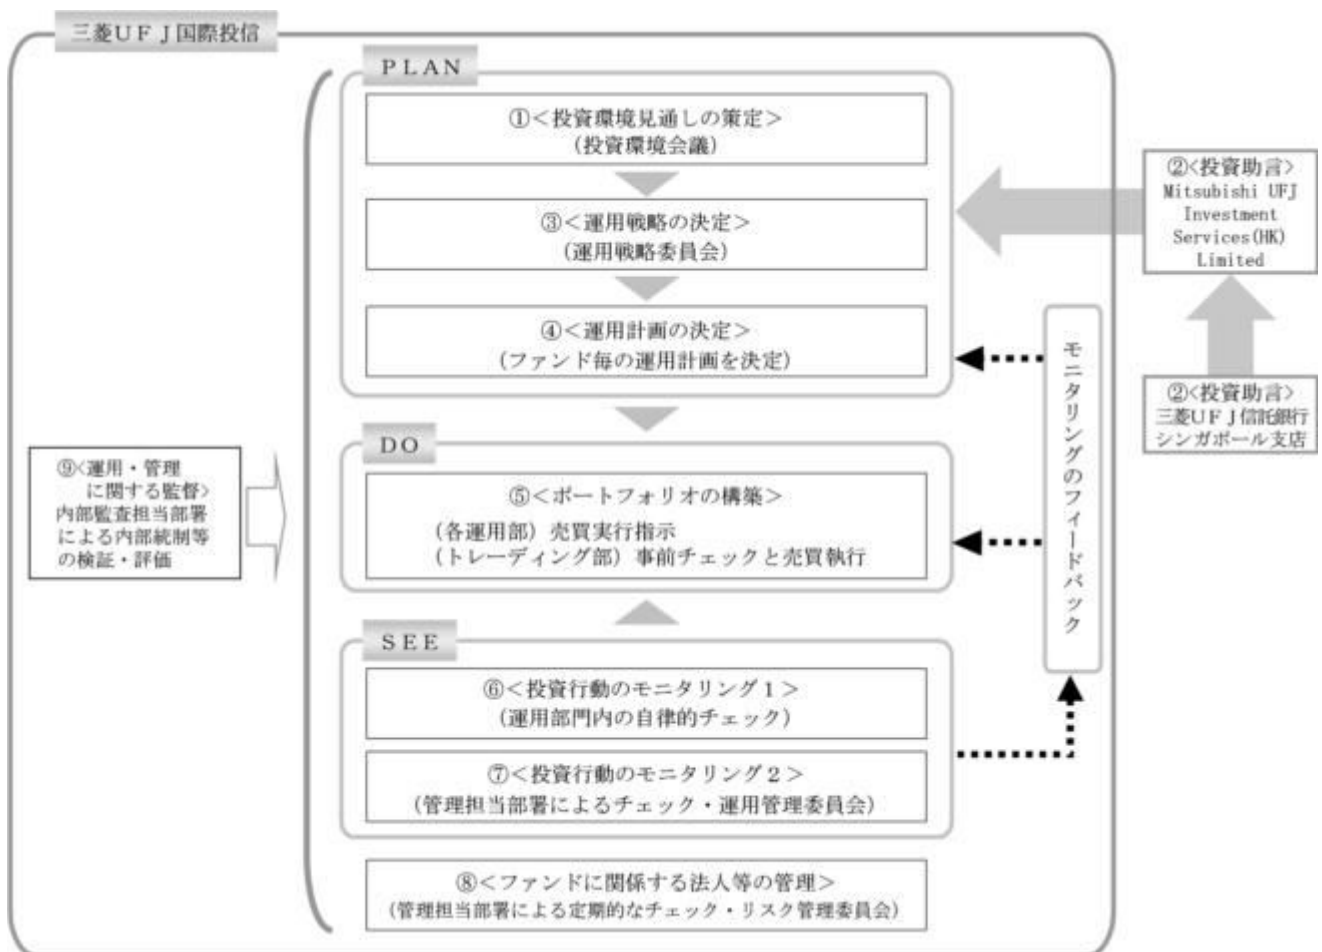 三菱ＵＦＪ国際投信
ＰＬＡＮ
①＜投資環境見通しの策定＞
（投資環境会議）
③＜運用戦略の決定＞
（運用戦略委員会）
④＜運用計画の決定＞
（ファンド毎の運用計画を決定）
②<投資助言>
Mitsubishi UFJ
Investment
Services(HK)
Limited
②<投資助言>
三菱ＵＦＪ信託銀行
シンガポール支店
モニタリングのフィードバック
ＤＯ
⑤＜ポートフォリオの構築＞
（各運用部）売買実行指示
（トレーディング部）事前チェックと売買執行
⑨<運用・管理
に関する監督>
内部監査担当部署
による内部統制等
の検証・評価
ＳＥＥ
⑥＜投資行動のモニタリング１＞
（運用部門内の自律的チェック）
⑦＜投資行動のモニタリング２＞
（管理担当部署によるチェック・運用管理委員会）
⑧＜ファンドに関係する法人等の管理＞
（管理担当部署による定期的なチェック・リスク管理委員会）